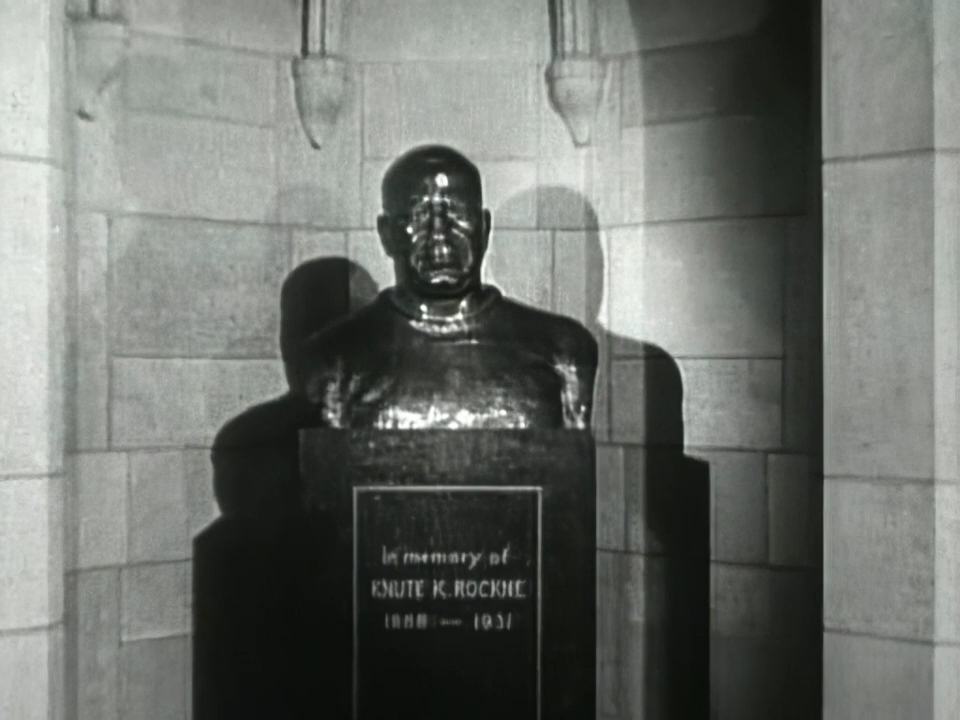 In memory of
KNUTE K. ROCKNE
1888 — 1931